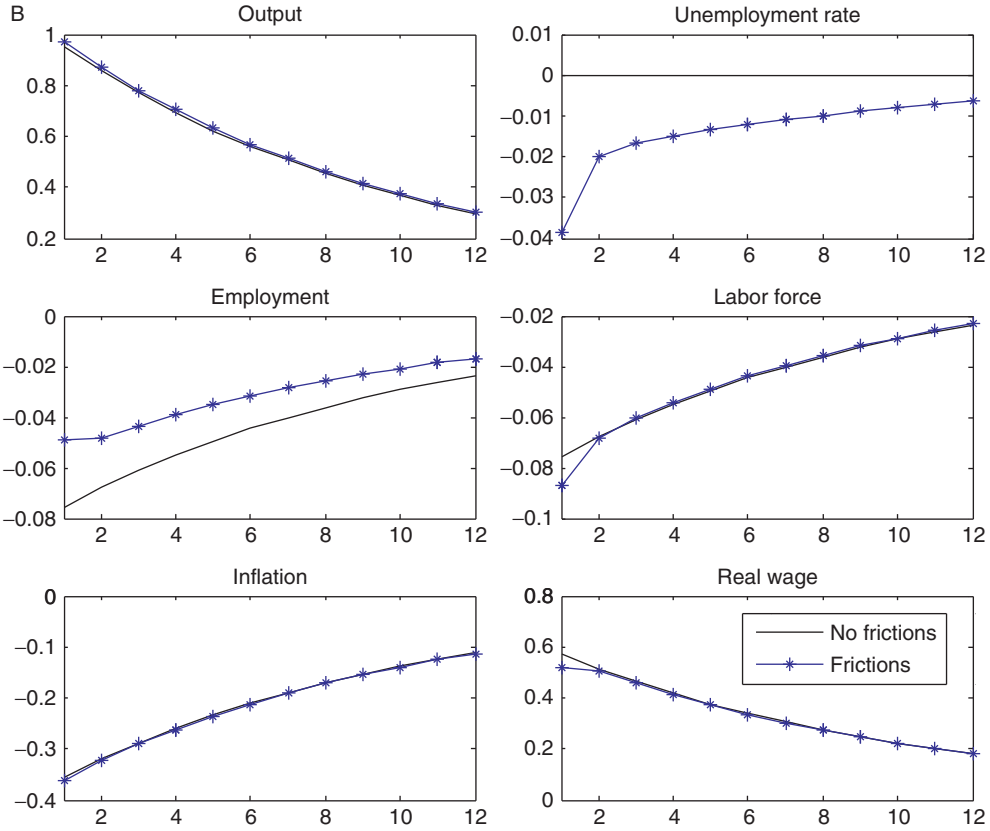 B
Output
1
0.8
0.6
0.4
0.2
2 4 6 8 10 12
Unemployment rate
0.01
0
−0.01
−0.02
−0.03
−0.04
2 4 6 8 10 12
Employment
0
−0.02
−0.04
−0.06
−0.08
2 4 6 8 10 12
Labor force
−0.02
−0.04
−0.06
−0.08
−0.1
2 4 6 8 10 12
Inflation
0
−0.1
−0.2
−0.3
−0.4
2 4 6 8 10 12
Real wage
0.8
0.6
0.4
0.2
0
2 4 6 8 10 12
No frictions
Frictions